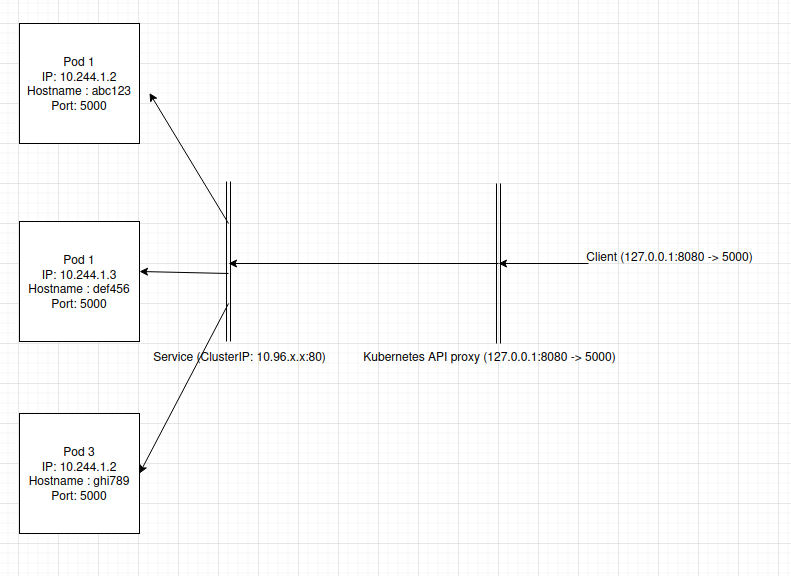 Pod 1
IP: 10.244.1.2
Hostname : abc123
Port: 5000
Pod 1
IP: 10.244.1.3
Hostname : def456
Port: 5000
Client (127.0.0.1:8080 -> 5000)
Service (ClusterIP: 10.96.x.x:80)
Kubernetes API proxy (127.0.0.1:8080 -> 5000)
Pod 3
IP: 10.244.1.2
Hostname : ghi789
Port: 5000